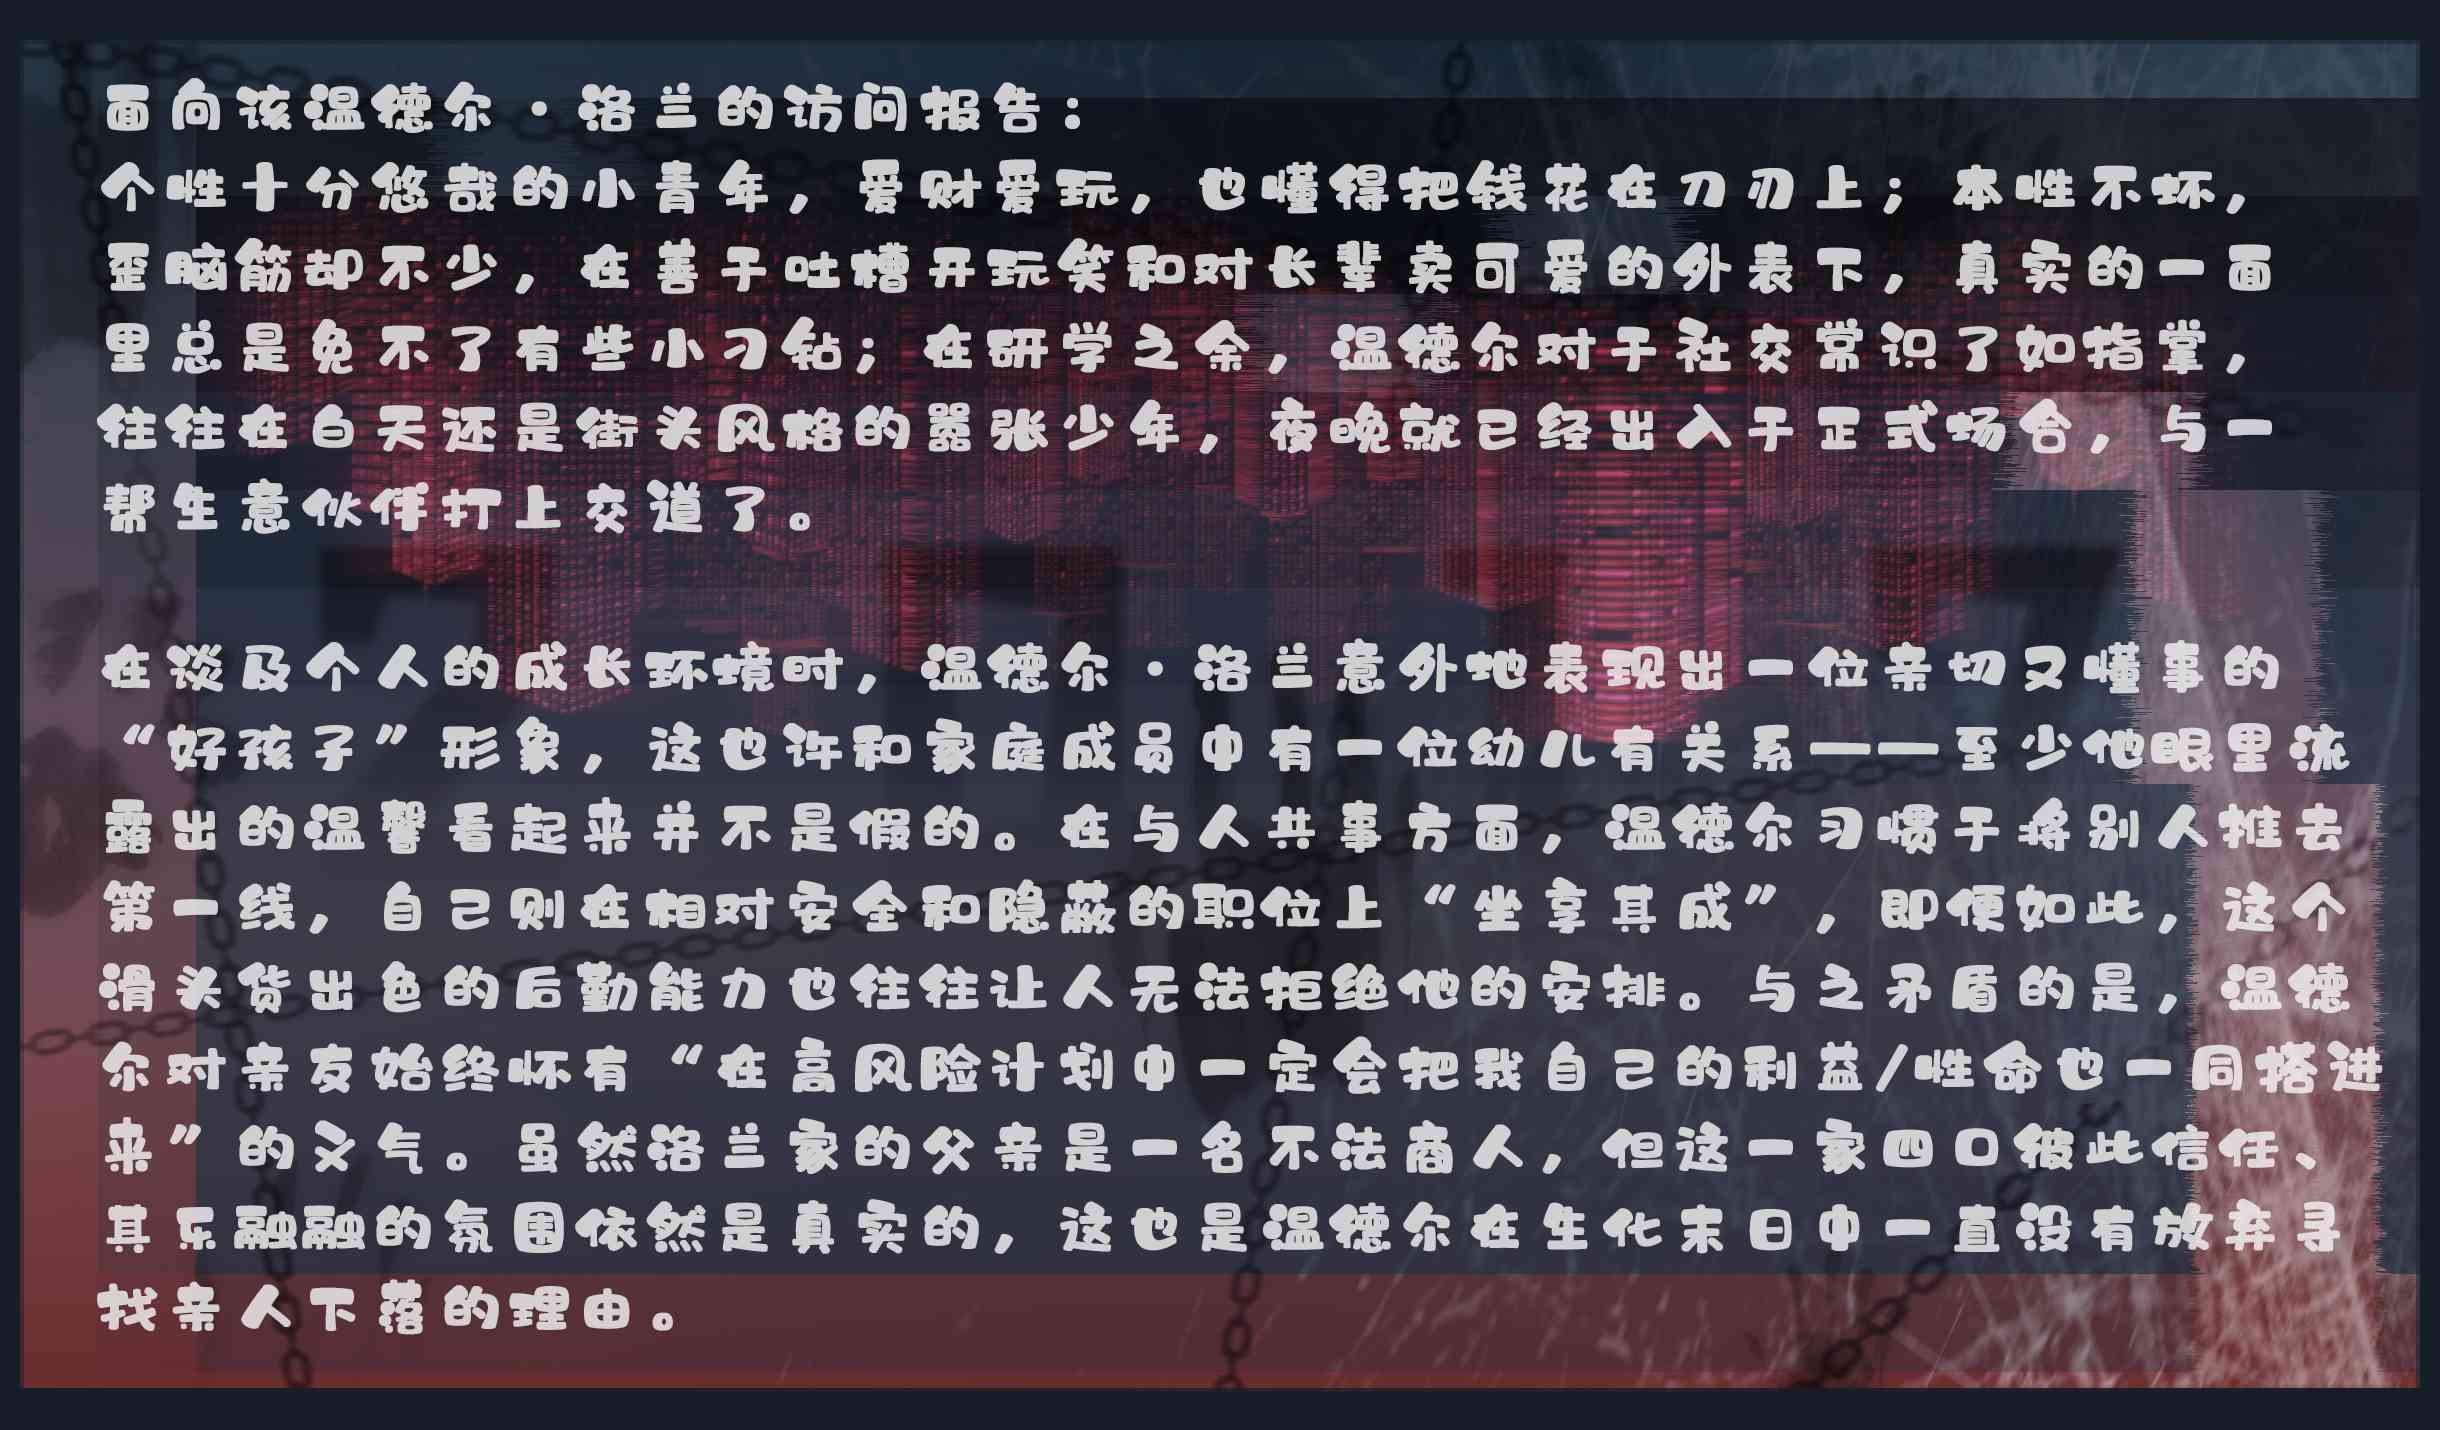 面向该温德尔·洛兰的访问报告：
个性十分悠哉的小青年，爱财爱玩，也懂得把钱花在刀刃上；本性不坏，
歪脑筋却不少，在善于吐槽开玩笑和对长辈卖可爱的外表下，真实的一面
里总是免不了有些小刁钻；在研学之余，温德尔对于社交常识了如指掌，
往往在白天还是街头风格的嚣张少年，夜晚就已经出入于正式场合，与一
帮生意伙伴打上交道了。
在谈及个人的成长环境时，温德尔·洛兰意外地表现出一位亲切又懂事的
“好孩子”形象，这也许和家庭成员中有一位幼儿有关系——至少他眼里流
露出的温馨看起来并不是假的。在与人共事方面，温德尔习惯于将别人推去
第一线，自己则在相对安全和隐蔽的职位上“坐享其成”，即便如此，这个
滑头货出色的后勤能力也往往让人无法拒绝他的安排。与之矛盾的是，温德
尔对亲友始终怀有“在高风险计划中一定会把我自己的利益/性命也一同搭进
来”的义气。虽然洛兰家的父亲是一名不法商人，但这一家四口彼此信任、
其乐融融的氛围依然是真实的，这也是温德尔在生化末日中一直没有放弃寻
找亲人下落的理由。